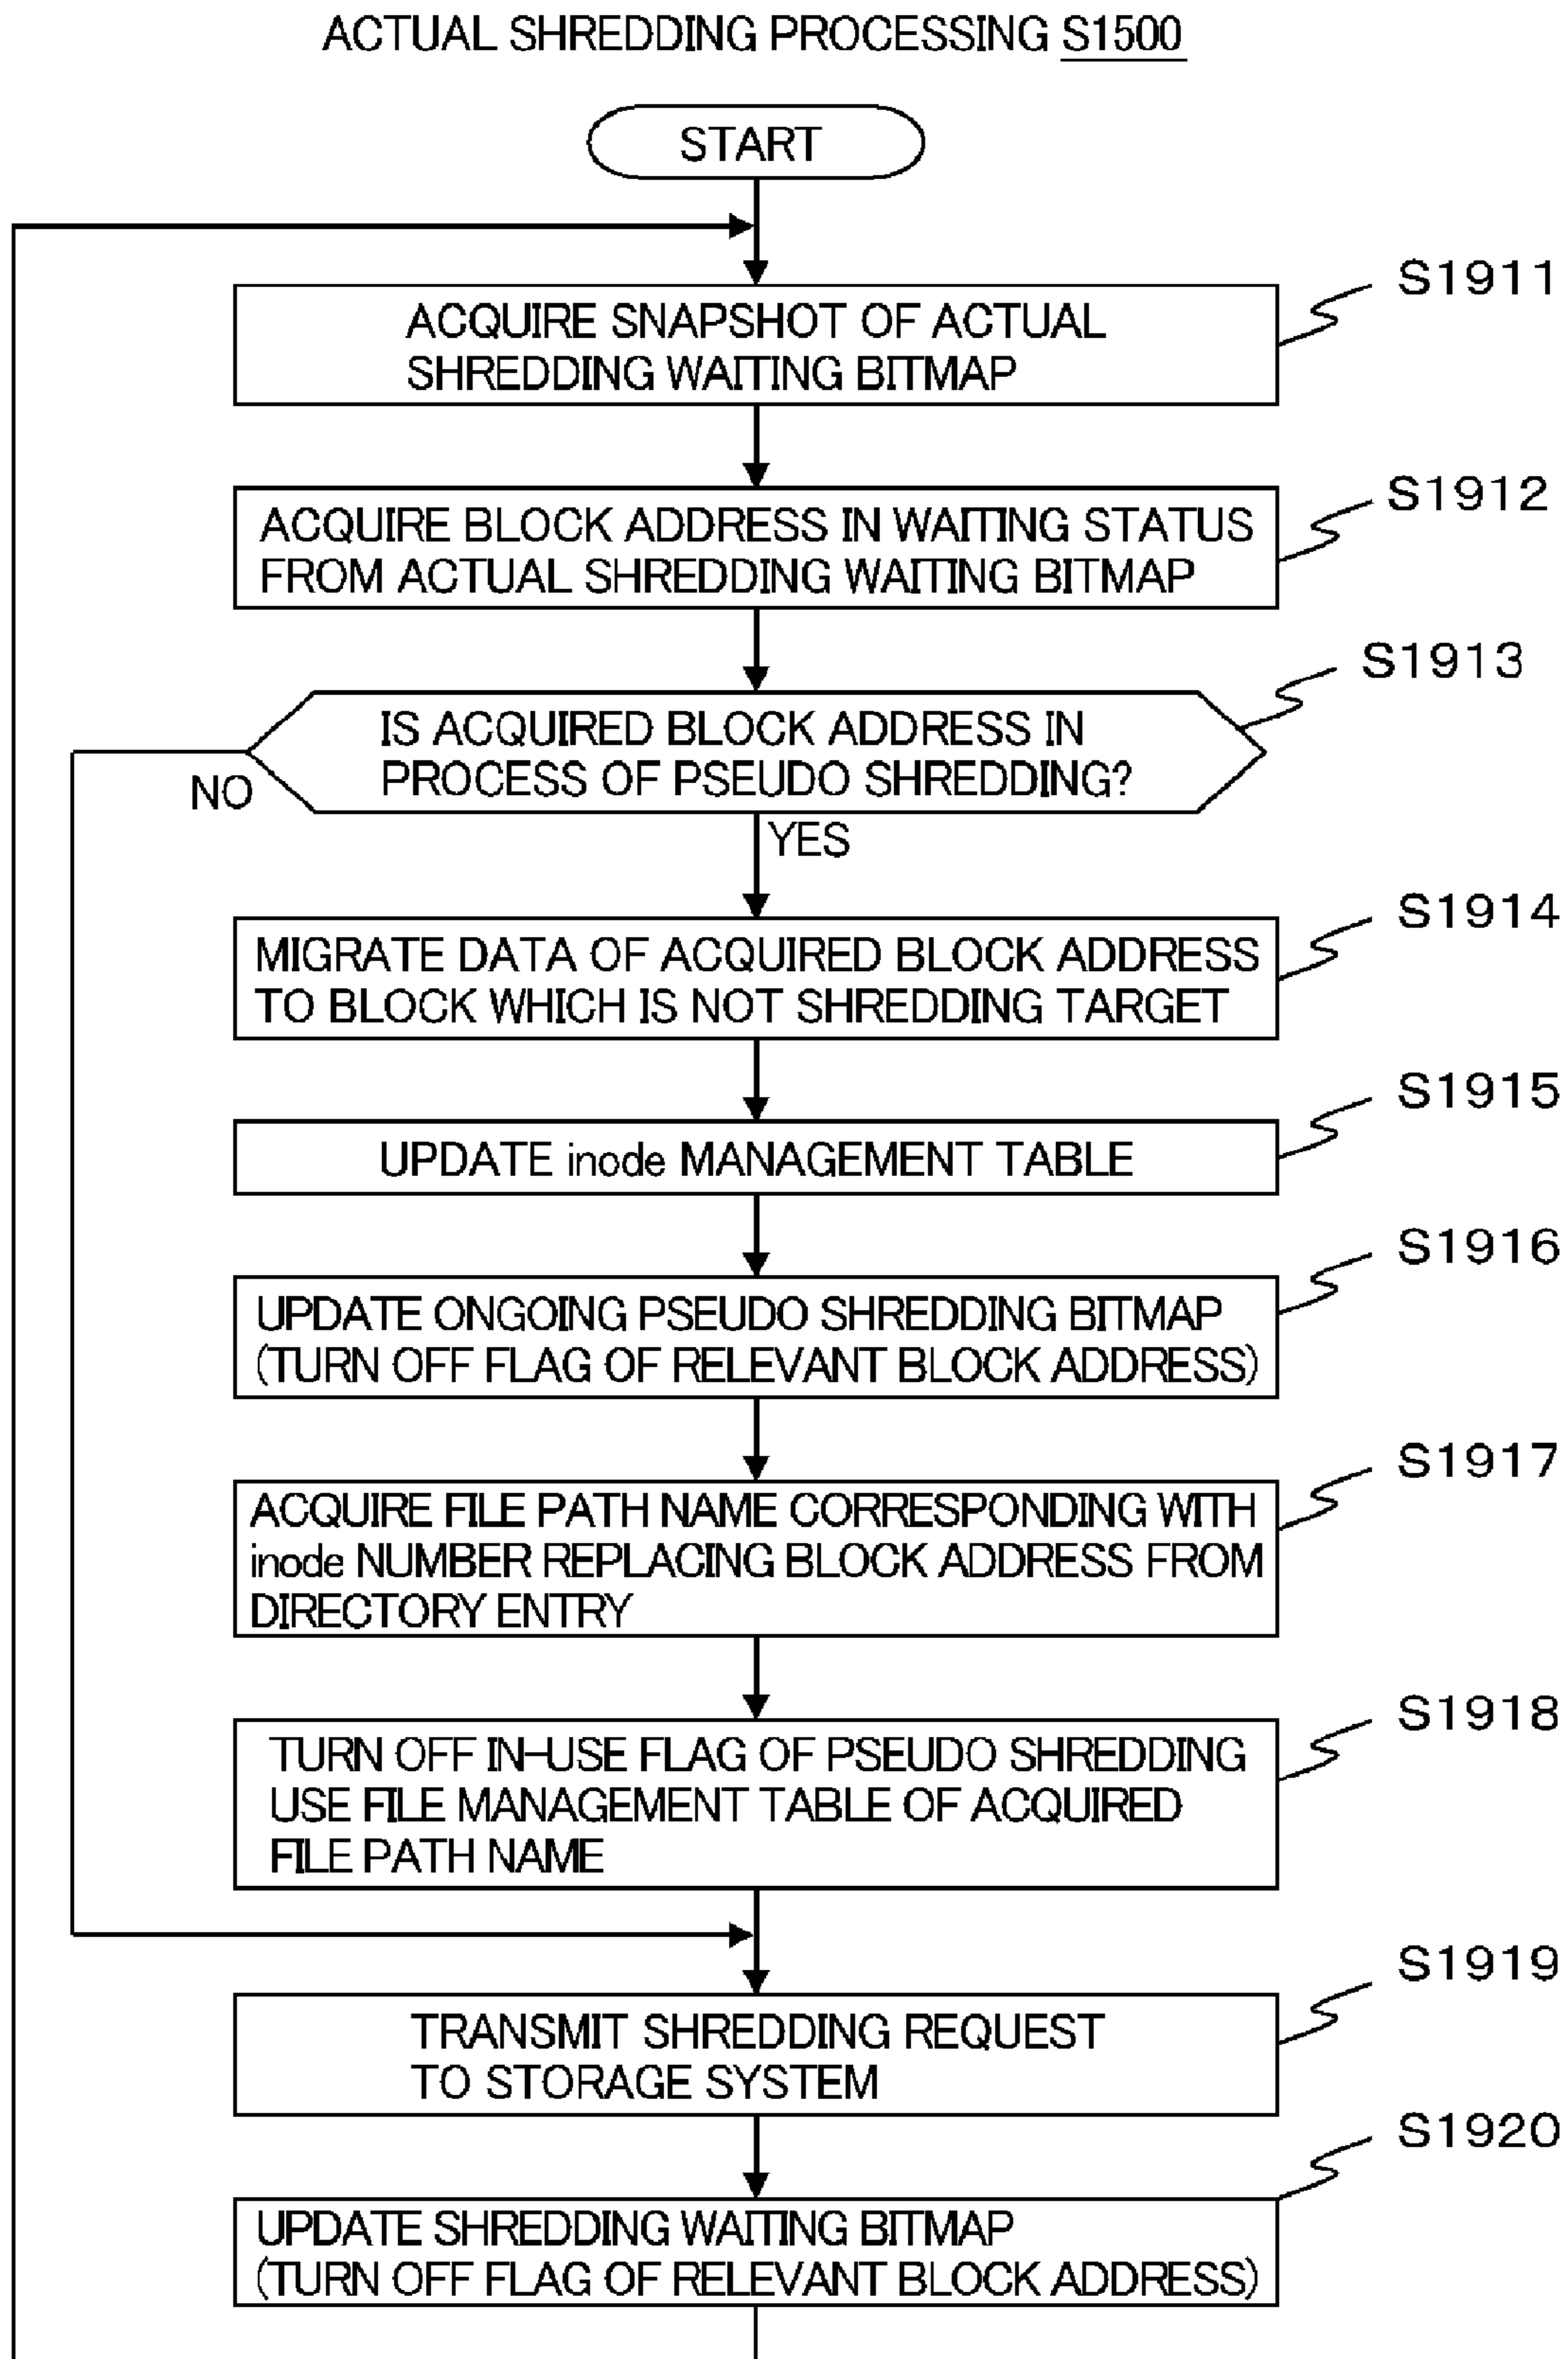 ACTUAL SHREDDING PROCESSING S1500
START
S1911
ACQUIRE SNAPSHOT OF ACTUAL
SHREDDING WAITING BITMAP
S1912
ACQUIRE BLOCK ADDRESS IN WAITING STATUS
FROM ACTUAL SHREDDING WAITING BITMAP
S1913
IS ACQUIRED BLOCK ADDRESS IN
PROCESS OF PSEUDO SHREDDING?
NO
YES
S1914
MIGRATE DATA OF ACQUIRED BLOCK ADDRESS
TO BLOCK WHICH IS NOT SHREDDING TARGET
S1915
UPDATE inode MANAGEMENT TABLE
S1916
UPDATE ONGOING PSEUDO SHREDDING BITMAP
(TURN OFF FLAG OF RELEVANT BLOCK ADDRESS)
S1917
ACQUIRE FILE PATH NAME CORRESPONDING WITH
inode NUMBER REPLACING BLOCK ADDRESS FROM
DIRECTORY ENTRY
S1918
TURN OFF IN-USE FLAG OF PSEUDO SHREDDING
USE FILE MANAGEMENT TABLE OF ACQUIRED
FILE PATH NAME
S1919
TRANSMIT SHREDDING REQUEST
TO STORAGE SYSTEM
S1920
UPDATE SHREDDING WAITING BITMAP
(TURN OFF FLAG OF RELEVANT BLOCK ADDRESS)